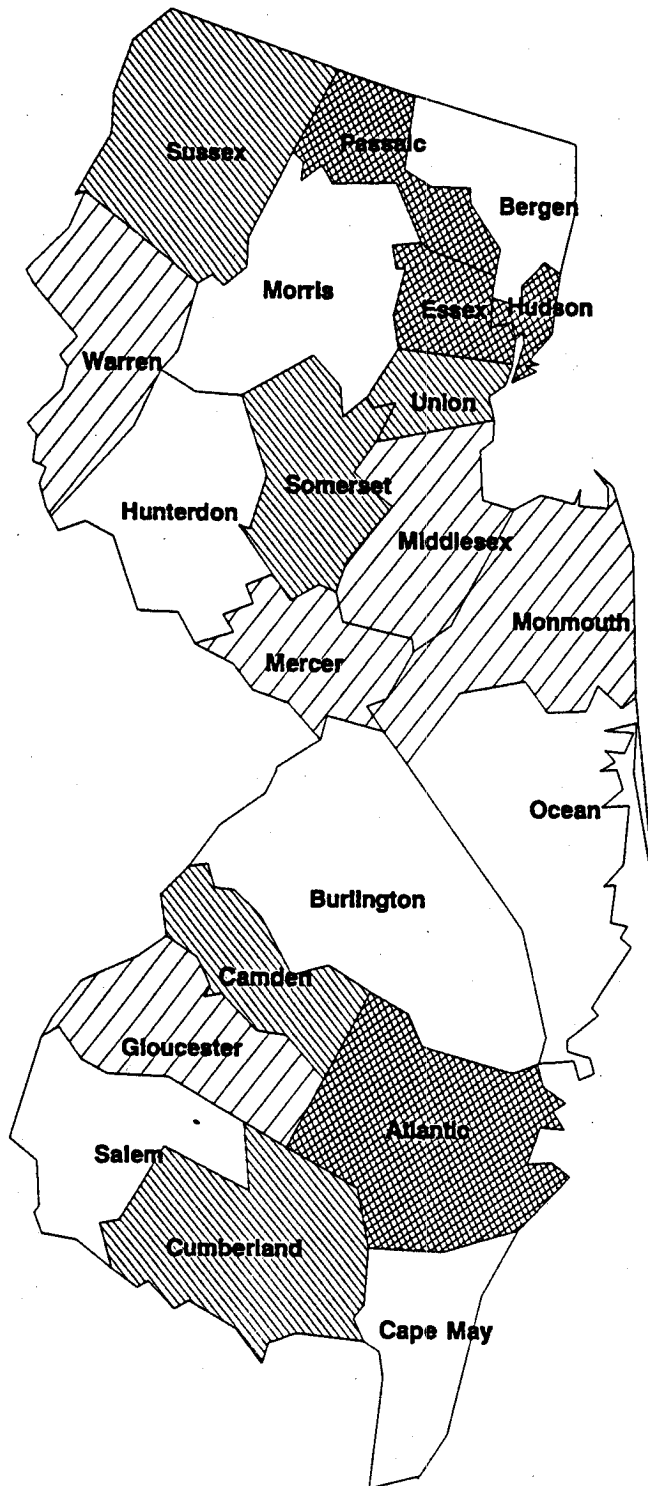 Passaic
Sussex
Bergen
Morris
Essex
Hudson
Warren
Union
Somerset
Hunterdon
Middlesex
Monmouth
Mercer
Ocean
Burlington
Camden
Gloucester
Atlantic
Salem
Cumberland
Cape May